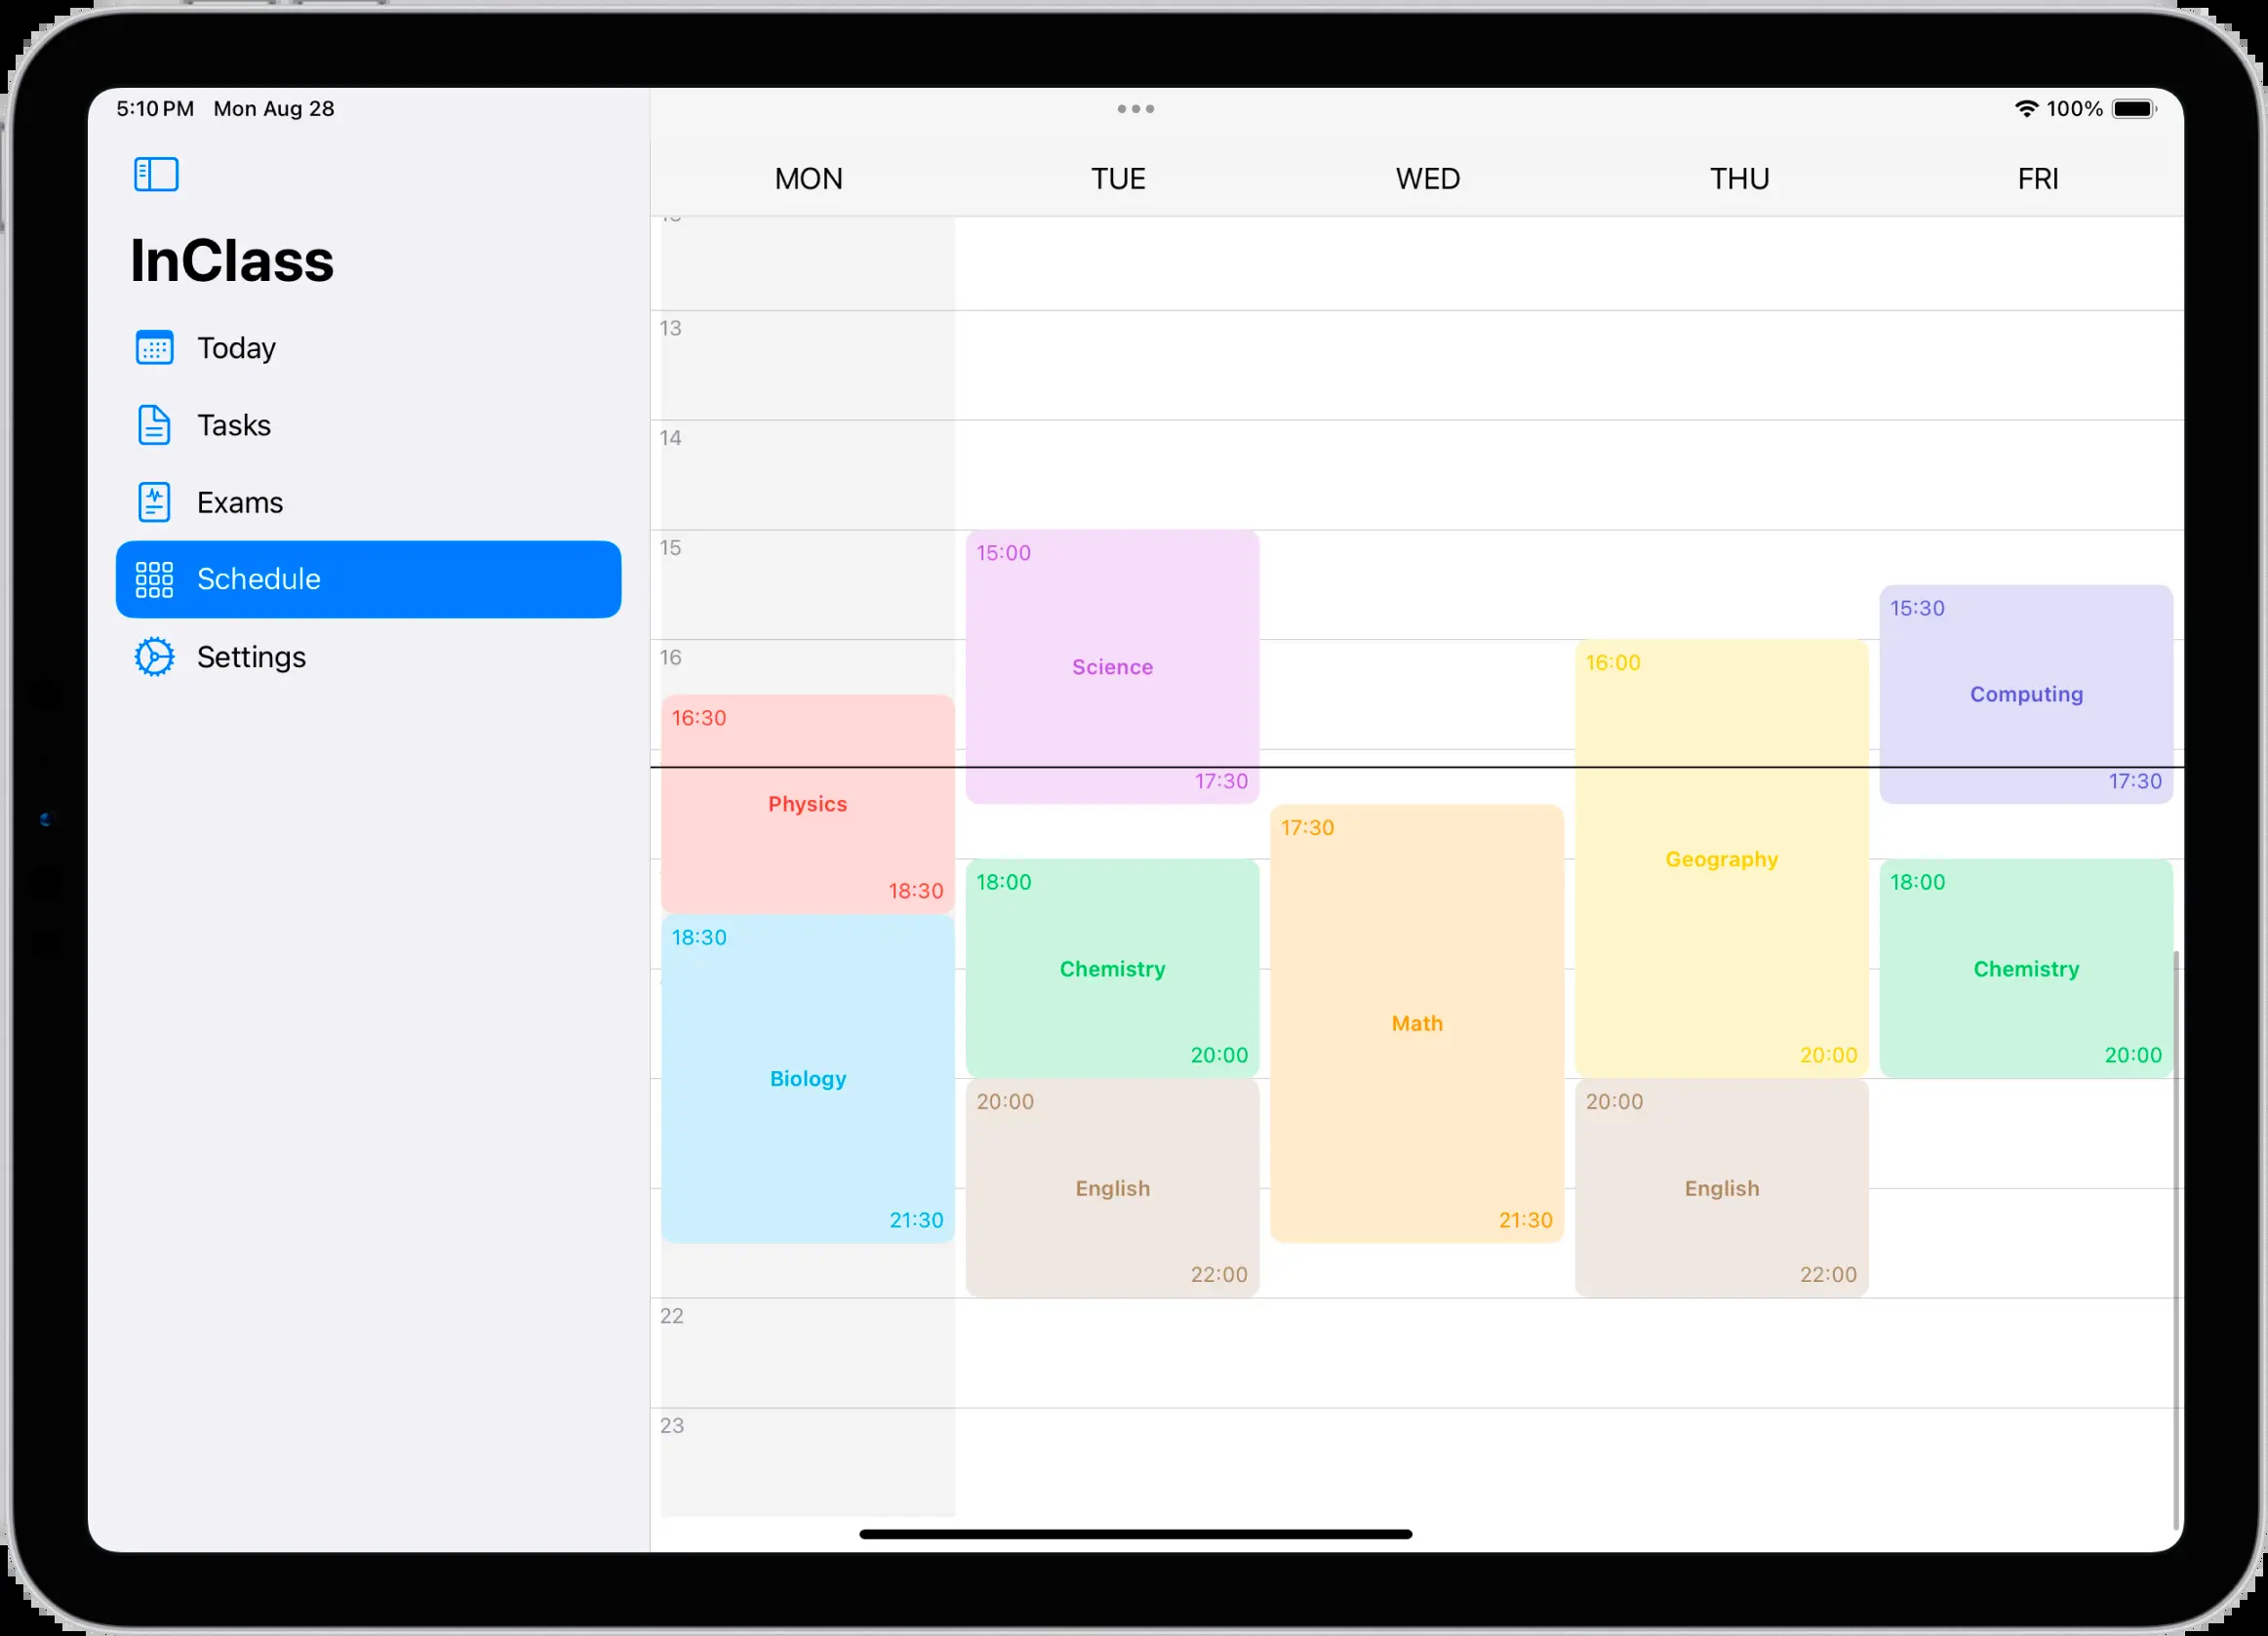 5:10 PM Mon Aug 28
100%
InClass
Today
Tasks
Exams
Schedule
Settings
MON TUE WED THU FRI
13
14
15
16
22
23
16:30
Physics
18:30
18:30
Biology
21:30
15:00
Science
17:30
18:00
Chemistry
20:00
20:00
English
22:00
17:30
Math
21:30
16:00
Geography
20:00
20:00
English
22:00
15:30
Computing
17:30
18:00
Chemistry
20:00